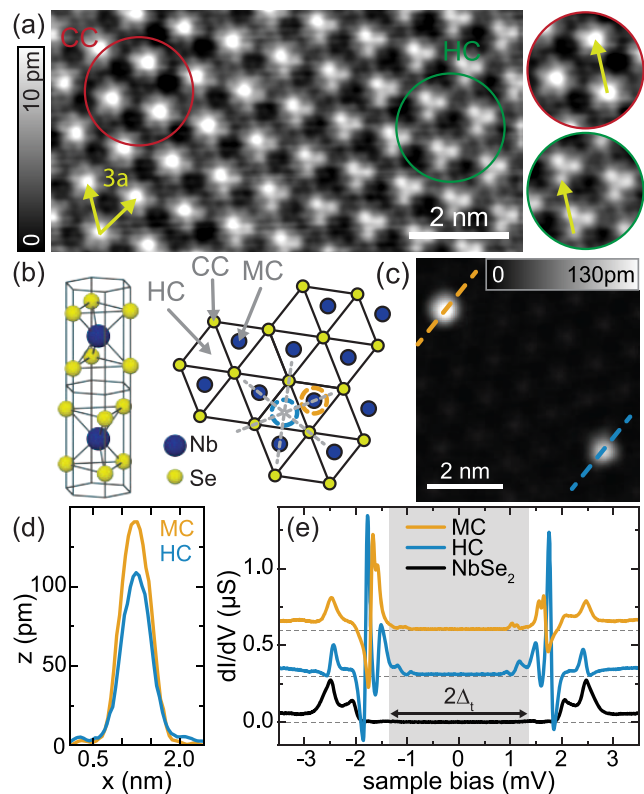 (a)
10 pm
0
CC
HC
3a
2 nm
(b)
HC
CC
MC
Nb
Se
(c)
0 130pm
2 nm
(d)
MC
HC
z (pm)
100
50
0
0.5 2.0
x (nm)
(e)
MC
HC
NbSe₂
dI/dV (µS)
1.0
0.5
0.0
2Δₜ
-3 -2 -1 0 1 2 3
sample bias (mV)